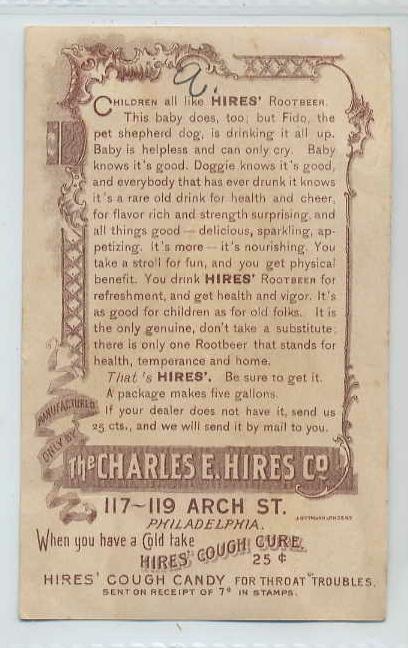 a.
CHILDREN all like HIRES' ROOTBEER.
This baby does, too; but Fido, the
pet shepherd dog, is drinking it all up.
Baby is helpless and can only cry. Baby
knows it's good. Doggie knows it's good,
and everybody that has ever drunk it knows
it's a rare old drink for health and cheer,
for flavor rich and strength surprising, and
all things good — delicious, sparkling, ap-
petizing. It's more — it's nourishing. You
take a stroll for fun, and you get physical
benefit. You drink HIRES' ROOTBEER for
refreshment, and get health and vigor. It's
as good for children as for old folks. It is
the only genuine, don't take a substitute;
there is only one Rootbeer that stands for
health, temperance and home.
That's HIRES'. Be sure to get it.
A package makes five gallons.
If your dealer does not have it, send us
25 cts., and we will send it by mail to you.
MANUFACTURED
ONLY BY
The CHARLES E. HIRES Co
117~119 ARCH ST.
PHILADELPHIA.
When you have a Cold take
HIRES' COUGH CURE.
25 ¢
HIRES' COUGH CANDY FOR THROAT TROUBLES.
SENT ON RECEIPT OF 7¢ IN STAMPS.